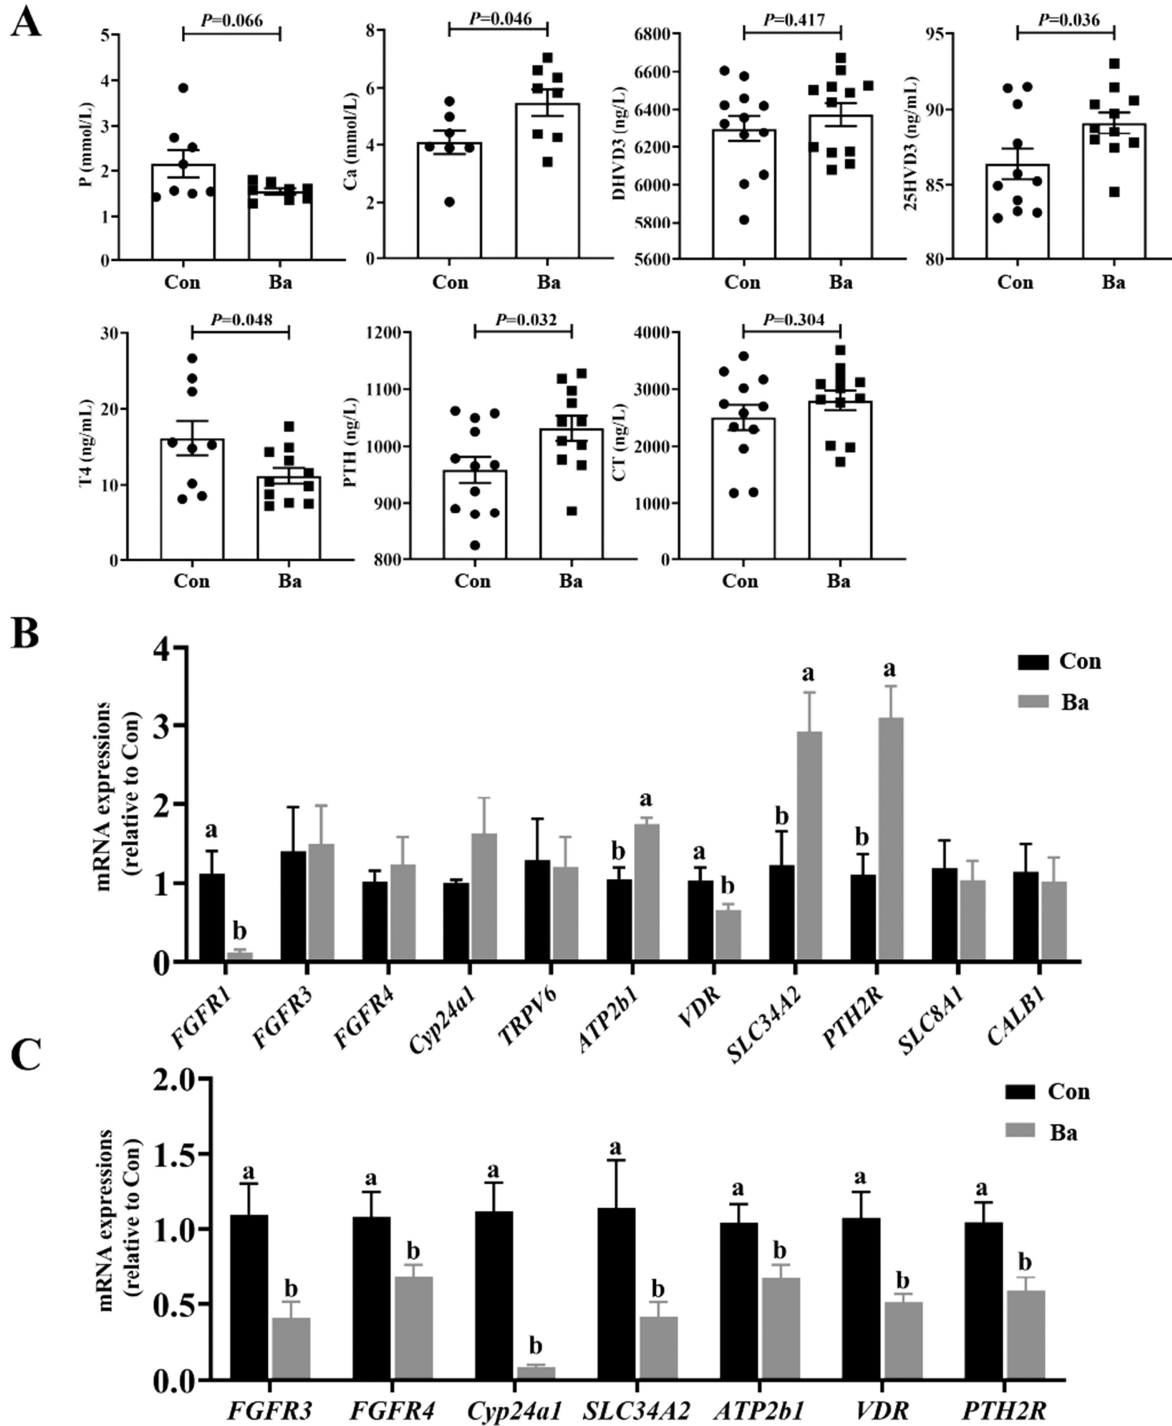 A
P=0.066
P=0.046
P=0.417
P=0.036
P (mmol/L)
5
4
3
2
1
0
Con Ba
Ca (mmol/L)
8
6
4
2
0
Con Ba
DHVD3 (ng/L)
6800
6600
6400
6200
6000
5800
5600
Con Ba
25HVD3 (ng/mL)
95
90
85
80
Con Ba
P=0.048
P=0.032
P=0.304
T4 (ng/mL)
30
20
10
0
Con Ba
PTH (ng/L)
1200
1100
1000
900
800
Con Ba
CT (ng/L)
4000
3000
2000
1000
0
Con Ba
B
mRNA expressions
(relative to Con)
4
3
2
1
0
Con
Ba
a b b a a b b a b a
FGFR1 FGFR3 FGFR4 Cyp24a1 TRPV6 ATP2b1 VDR SLC34A2 PTH2R SLC8A1 CALB1
C
mRNA expressions
(relative to Con)
2.0
1.5
1.0
0.5
0.0
Con
Ba
a b a b a b a b a b a b a b
FGFR3 FGFR4 Cyp24a1 SLC34A2 ATP2b1 VDR PTH2R